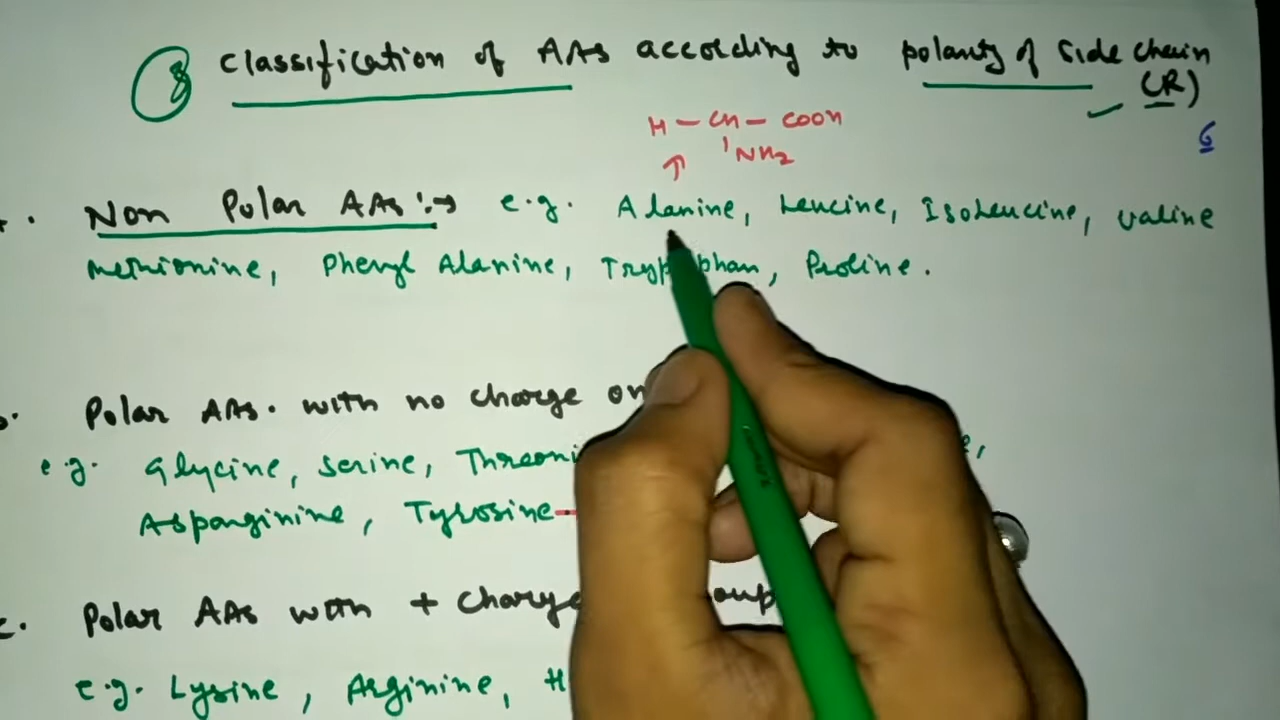 8 classification of AAs according to polarity of side chain
(R)
H — CH — COOH
NH2
6
Non Polar AAs :→ e.g. Alanine, Leucine, Isoleucine, valine
Methionine, Phenyl Alanine, Tryptophan, Proline.
b. Polar AAs. with no charge on
e.g. Glycine, serine,
Asparginine, Tyrosine
c. Polar AAs with + charge
e.g. Lysine, Arginine, H